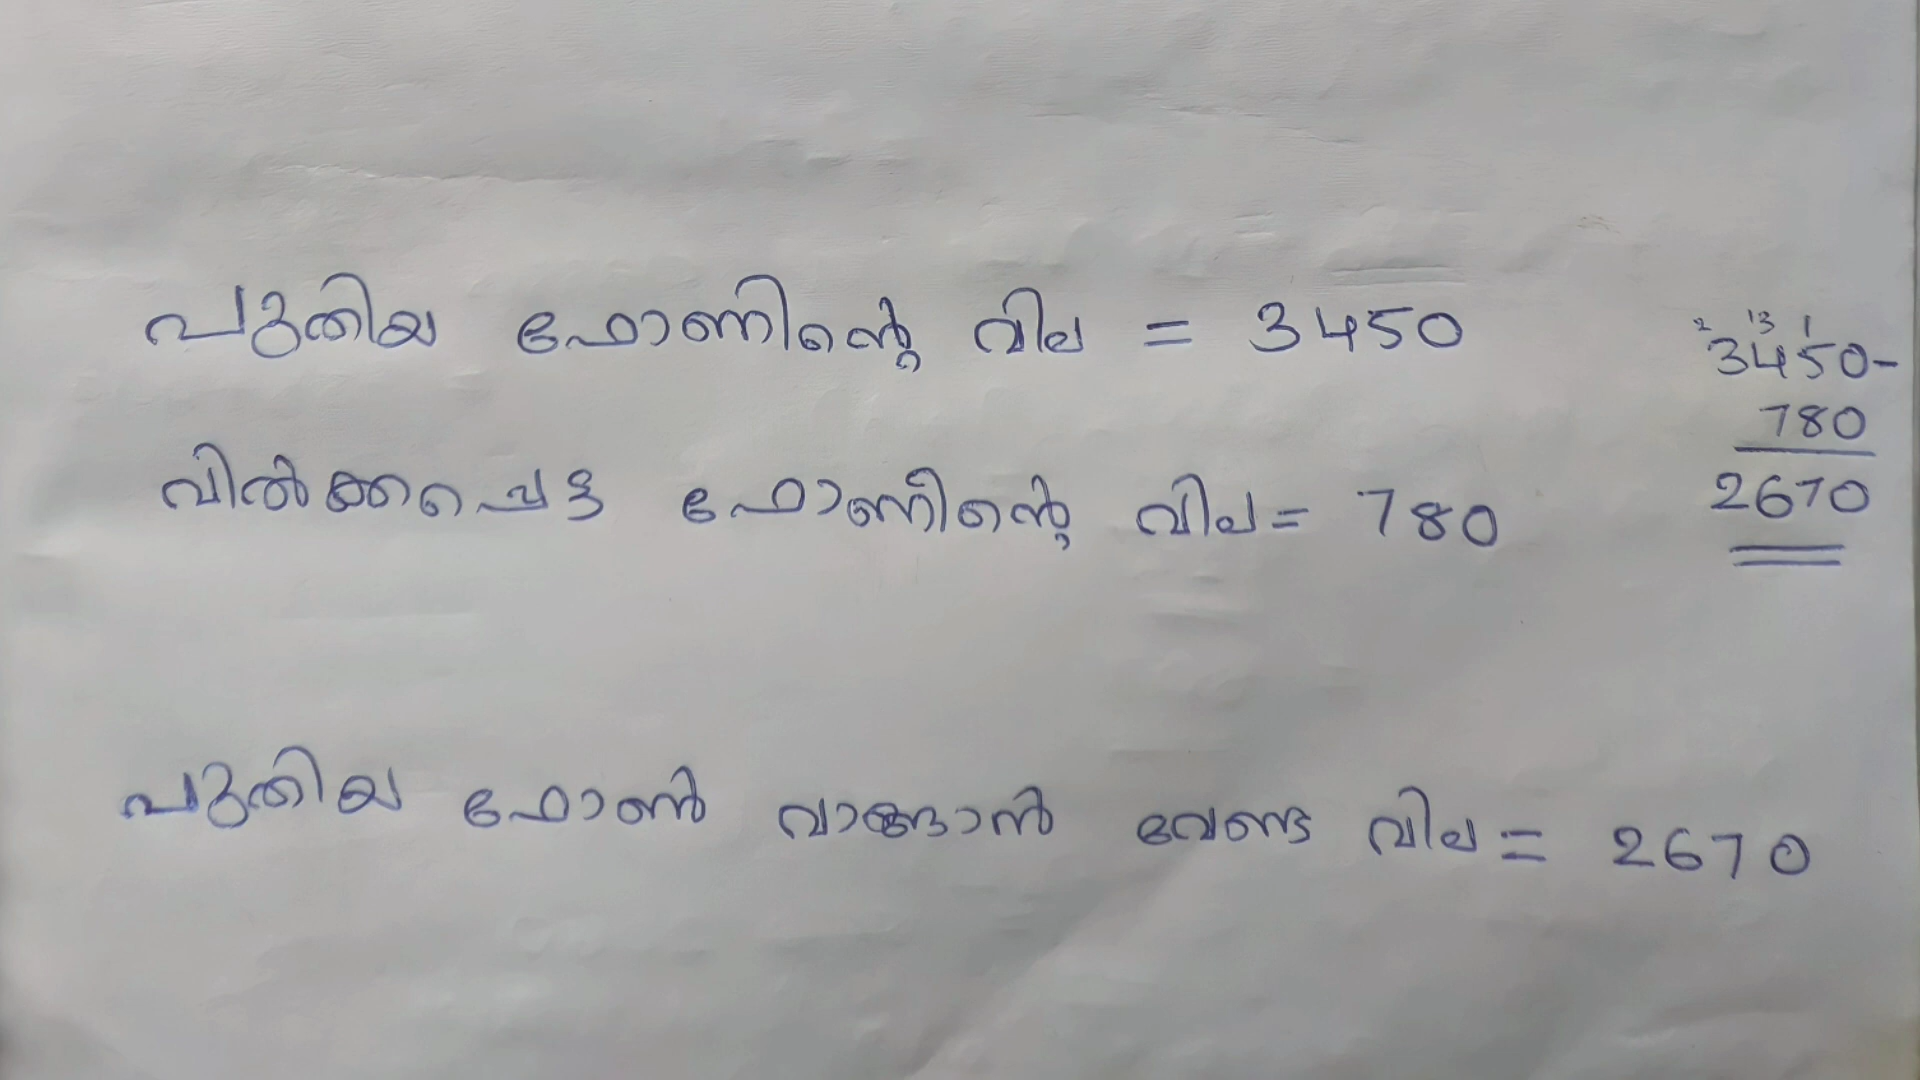 പുതിയ ഫോണിന്റെ വില = 3450
വിൽക്കപ്പെട്ട ഫോണിന്റെ വില = 780
2 13 1
3450-
780
2670
പുതിയ ഫോൺ വാങ്ങാൻ വേണ്ട വില = 2670